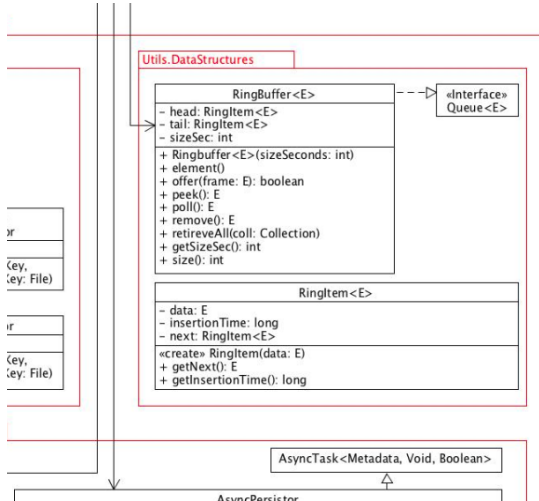 Utils.DataStructures
RingBuffer<E>
- head: RingItem<E>
- tail: RingItem<E>
- sizeSec: int
+ Ringbuffer<E>(sizeSeconds: int)
+ element()
+ offer(frame: E): boolean
+ peek(): E
+ poll(): E
+ remove(): E
+ retireveAll(coll: Collection)
+ getSizeSec(): int
+ size(): int
«Interface»
Queue<E>
or
Key,
Key: File)
RingItem<E>
- data: E
- insertionTime: long
- next: RingItem<E>
«create» RingItem(data: E)
+ getNext(): E
+ getInsertionTime(): long
or
Key,
Key: File)
AsyncTask<Metadata, Void, Boolean>
AsyncPersistor